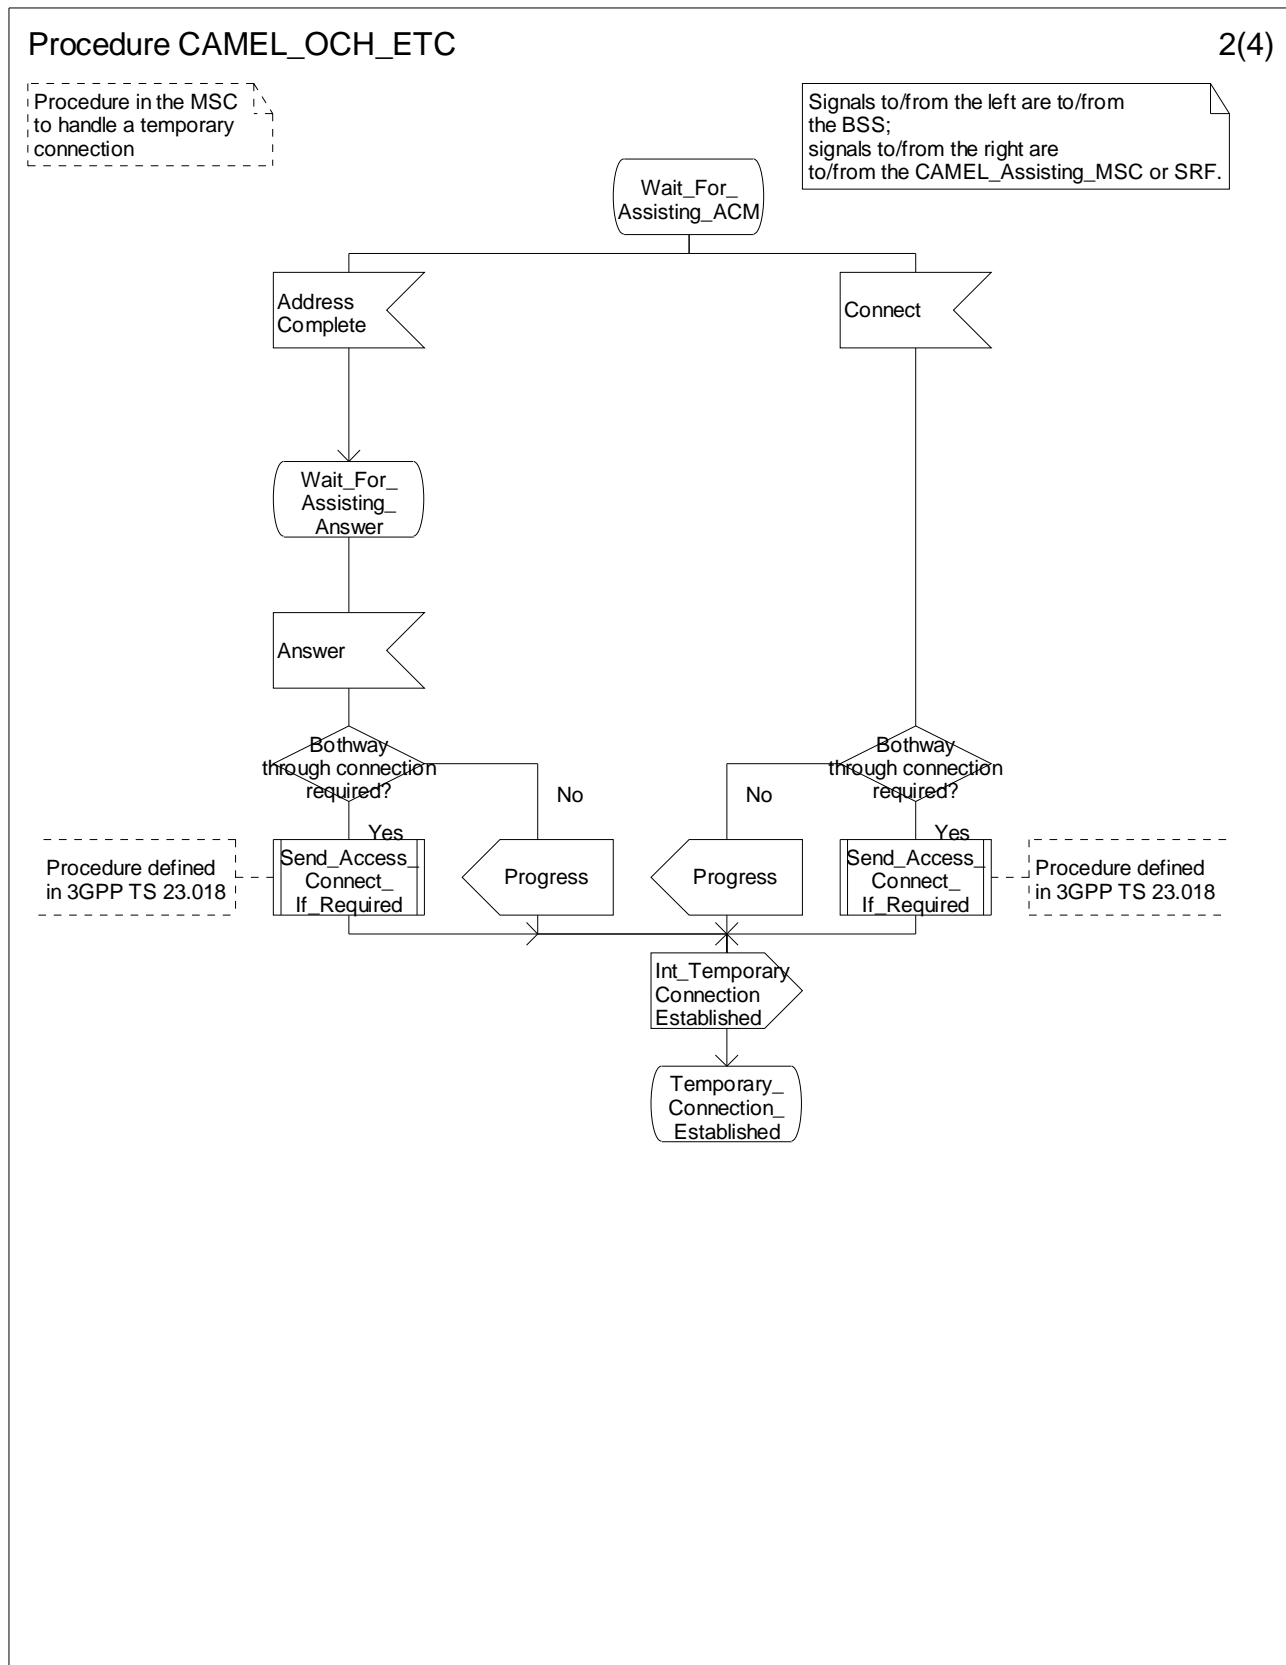 Procedure CAMEL_OCH_ETC
2(4)
Procedure in the MSC
to handle a temporary
connection
Signals to/from the left are to/from
the BSS;
signals to/from the right are
to/from the CAMEL_Assisting_MSC or SRF.
Wait_For_
Assisting_ACM
Address
Complete
Connect
Wait_For_
Assisting_
Answer
Answer
Bothway
through connection
required?
No
Yes
Bothway
through connection
required?
No
Yes
Procedure defined
in 3GPP TS 23.018
Send_Access_
Connect_
If_Required
Progress
Progress
Send_Access_
Connect_
If_Required
Procedure defined
in 3GPP TS 23.018
Int_Temporary
Connection
Established
Temporary_
Connection_
Established